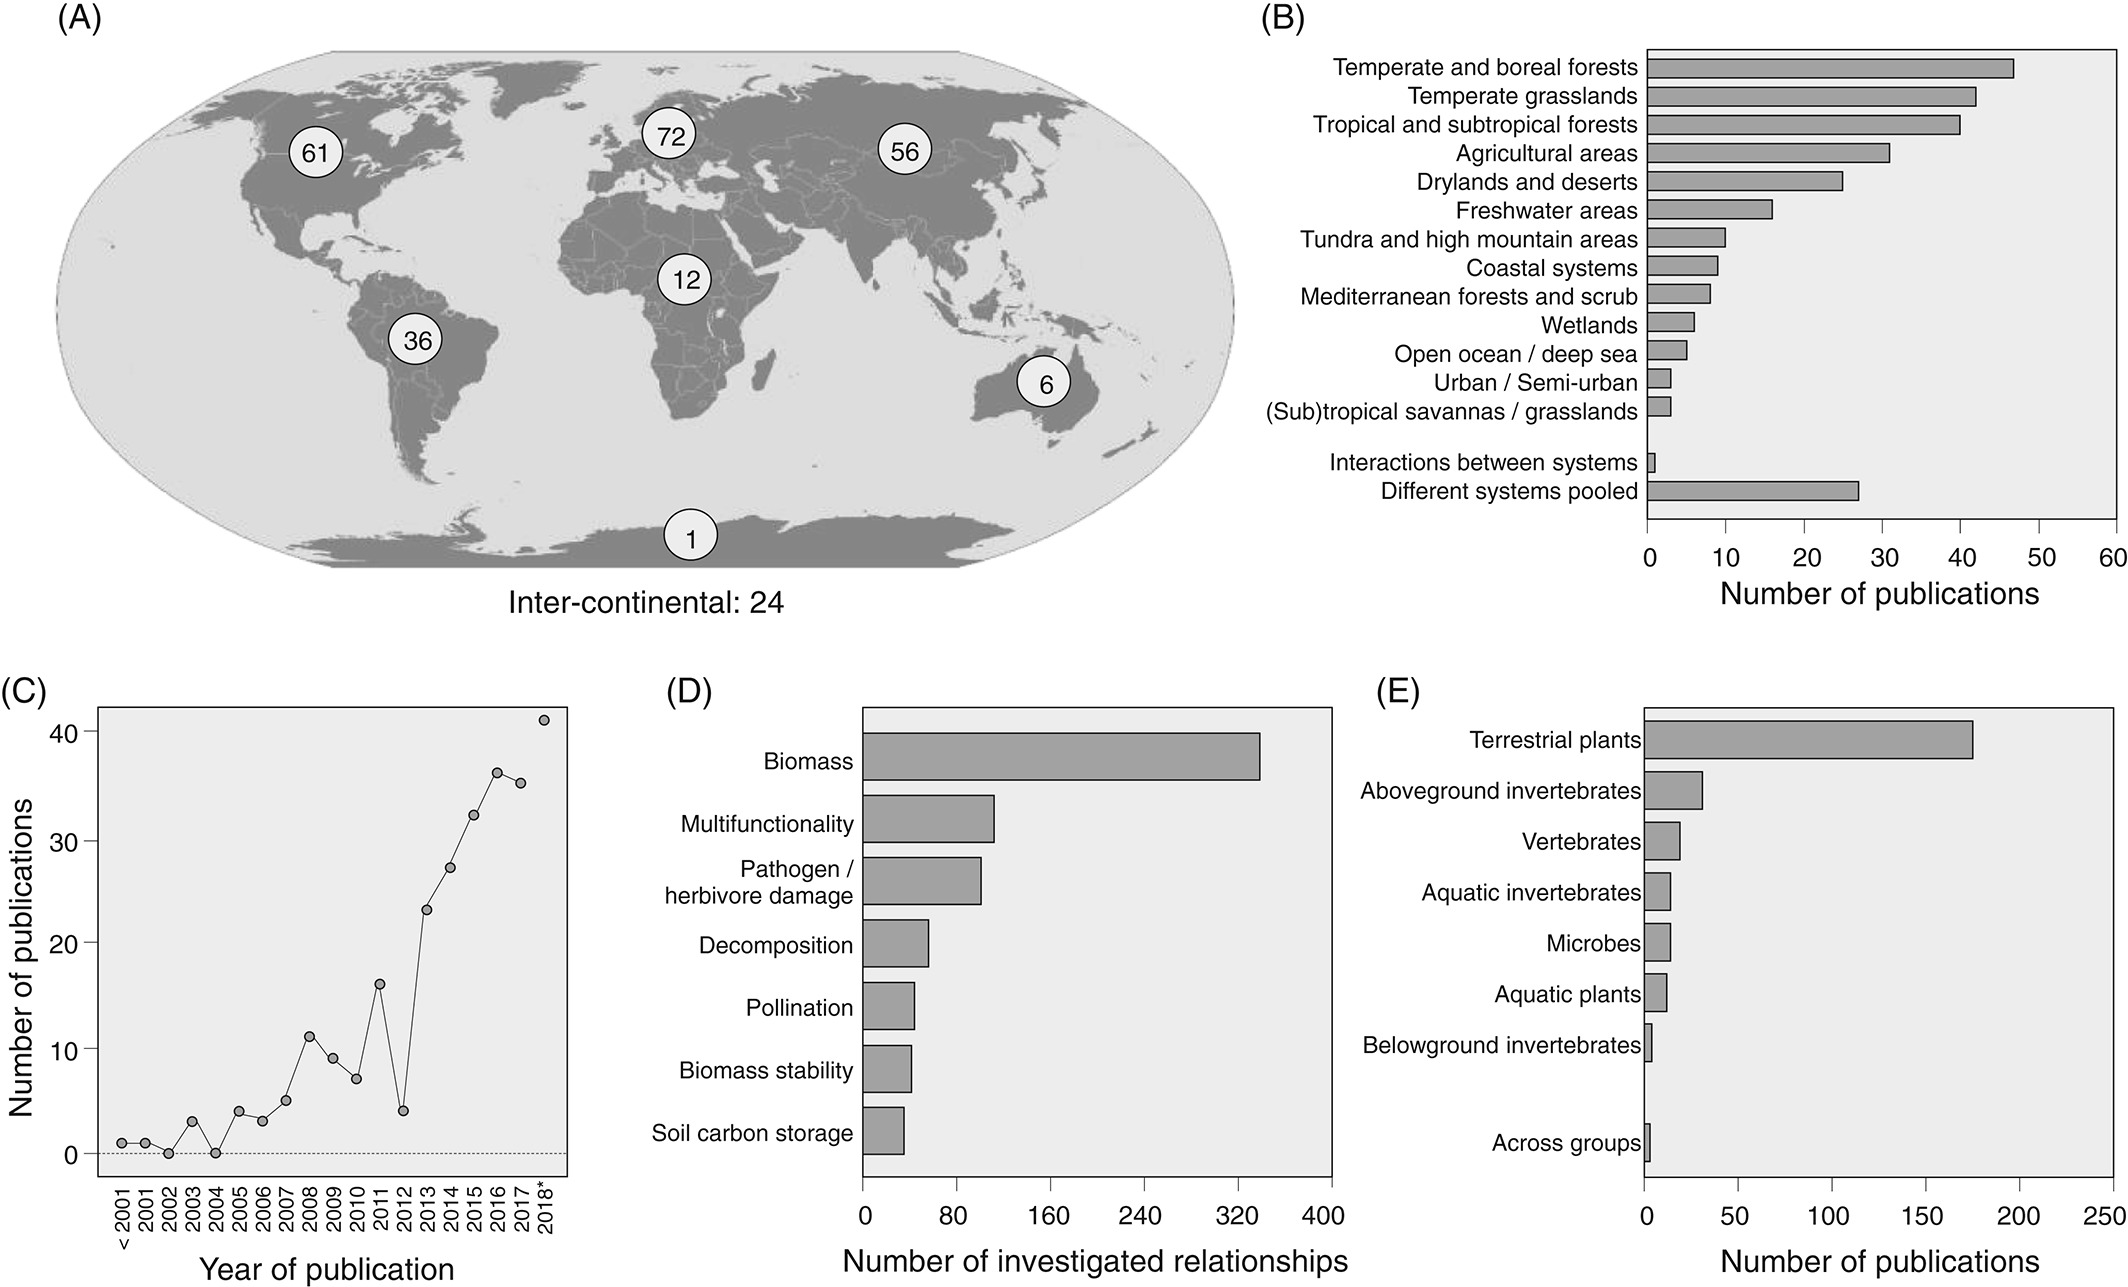 (A)
61
72
56
12
36
6
1
Inter-continental: 24
(B)
Temperate and boreal forests
Temperate grasslands
Tropical and subtropical forests
Agricultural areas
Drylands and deserts
Freshwater areas
Tundra and high mountain areas
Coastal systems
Mediterranean forests and scrub
Wetlands
Open ocean / deep sea
Urban / Semi-urban
(Sub)tropical savannas / grasslands
Interactions between systems
Different systems pooled
0 10 20 30 40 50 60
Number of publications
(C)
Number of publications
40
30
20
10
0
< 2001 2001 2002 2003 2004 2005 2006 2007 2008 2009 2010 2011 2012 2013 2014 2015 2016 2017 2018*
Year of publication
(D)
Biomass
Multifunctionality
Pathogen /
herbivore damage
Decomposition
Pollination
Biomass stability
Soil carbon storage
0 80 160 240 320 400
Number of investigated relationships
(E)
Terrestrial plants
Aboveground invertebrates
Vertebrates
Aquatic invertebrates
Microbes
Aquatic plants
Belowground invertebrates
Across groups
0 50 100 150 200 250
Number of publications